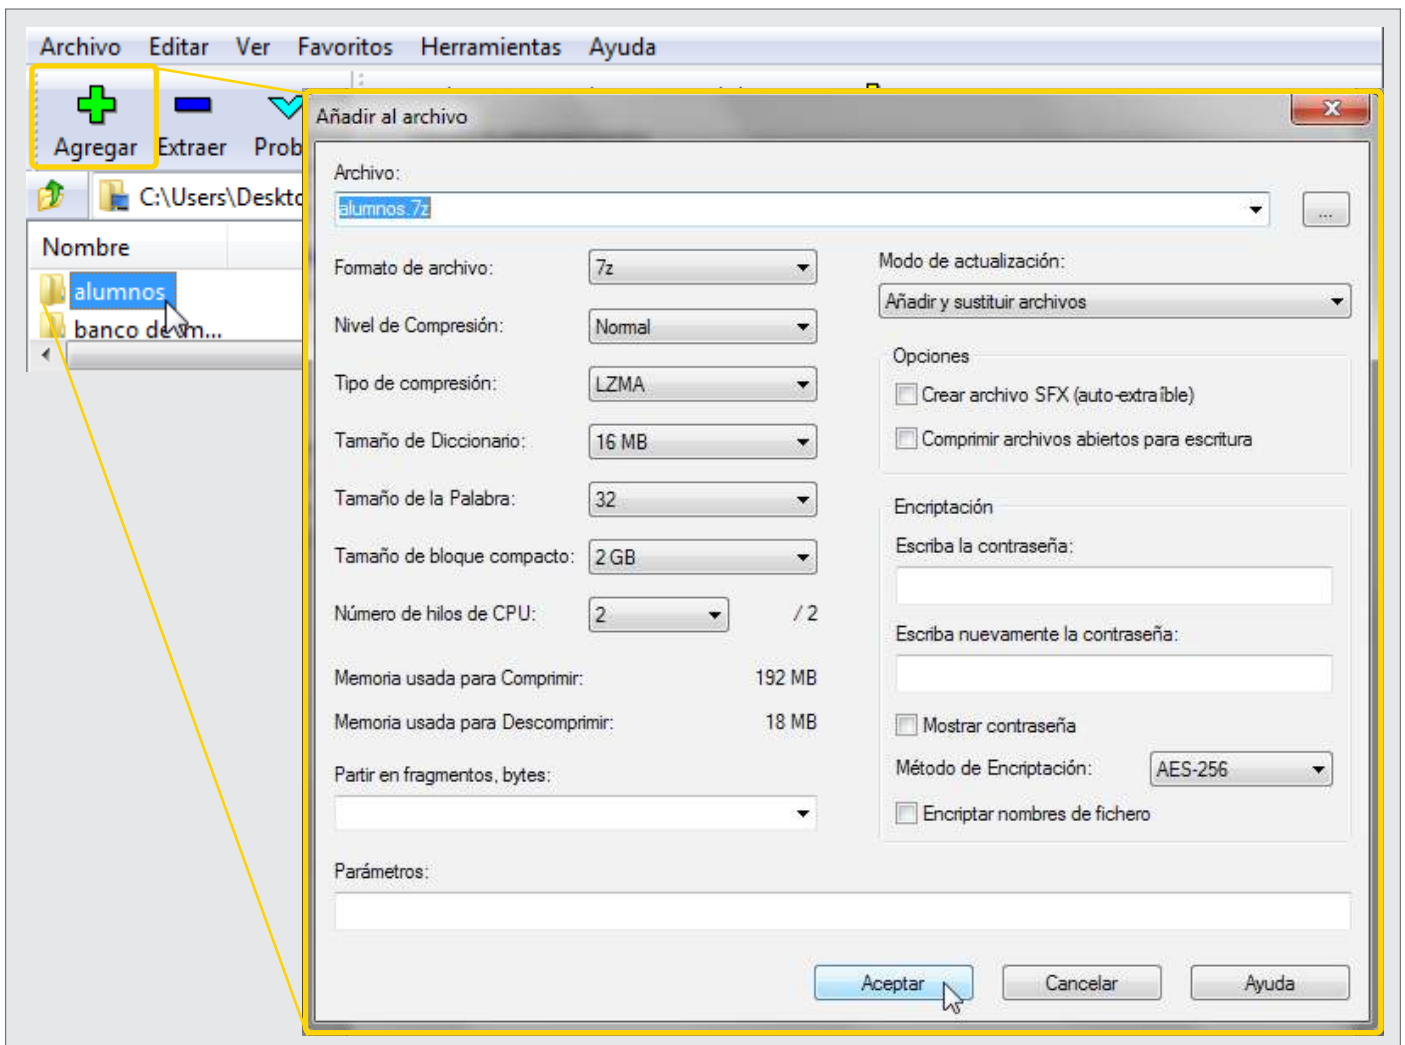 Archivo Editar Ver Favoritos Herramientas Ayuda
Agregar Extraer Prob
C:\Users\Deskto
Nombre
alumnos
banco de im...
Añadir al archivo
Archivo:
alumnos.7z
...
Formato de archivo: 7z
Nivel de Compresión: Normal
Tipo de compresión: LZMA
Tamaño de Diccionario: 16 MB
Tamaño de la Palabra: 32
Tamaño de bloque compacto: 2 GB
Número de hilos de CPU: 2 / 2
Memoria usada para Comprimir: 192 MB
Memoria usada para Descomprimir: 18 MB
Partir en fragmentos, bytes:
Modo de actualización:
Añadir y sustituir archivos
Opciones
Crear archivo SFX (auto-extraíble)
Comprimir archivos abiertos para escritura
Encriptación
Escriba la contraseña:
Escriba nuevamente la contraseña:
Mostrar contraseña
Método de Encriptación: AES-256
Encriptar nombres de fichero
Parámetros:
Aceptar Cancelar Ayuda